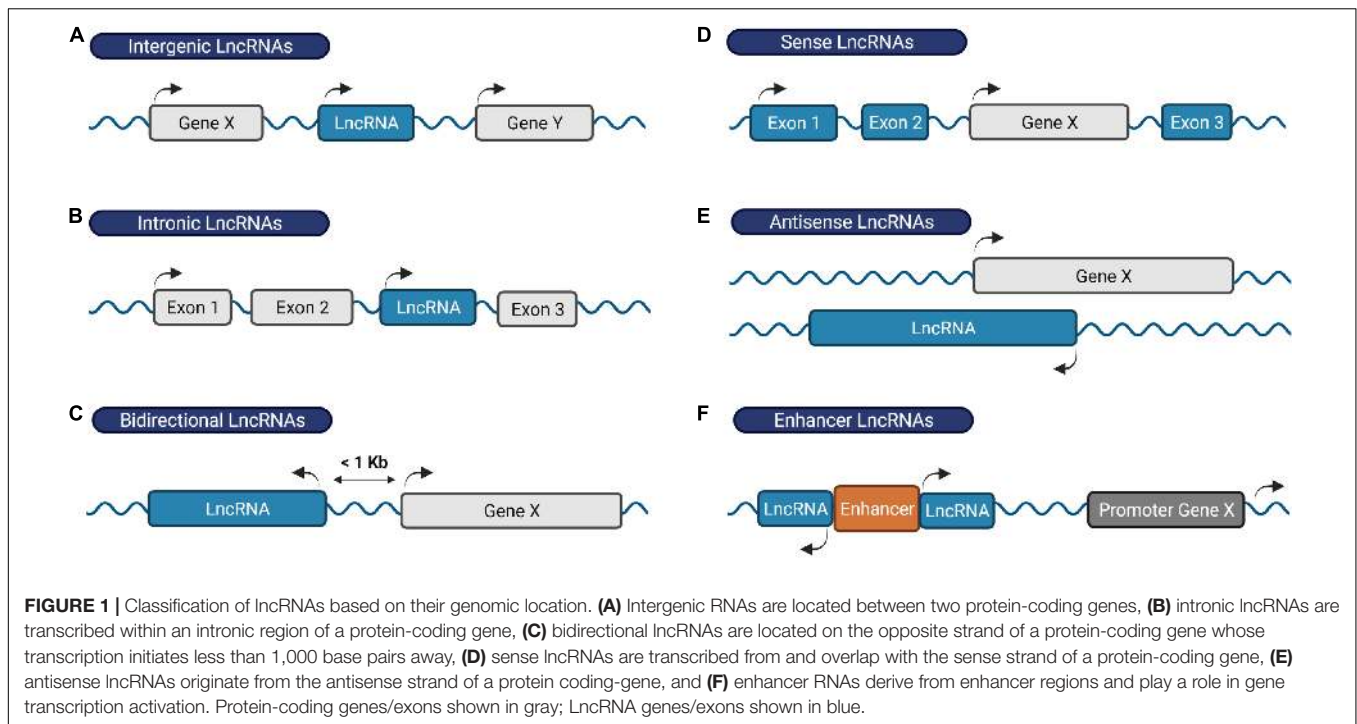 A
Intergenic LncRNAs
Gene X
LncRNA
Gene Y
B
Intronic LncRNAs
Exon 1
Exon 2
LncRNA
Exon 3
C
Bidirectional LncRNAs
< 1 Kb
LncRNA
Gene X
D
Sense LncRNAs
Exon 1
Exon 2
Gene X
Exon 3
E
Antisense LncRNAs
Gene X
LncRNA
F
Enhancer LncRNAs
LncRNA
Enhancer
LncRNA
Promoter Gene X
FIGURE 1 | Classification of lncRNAs based on their genomic location. (A) Intergenic RNAs are located between two protein-coding genes, (B) intronic lncRNAs are
transcribed within an intronic region of a protein-coding gene, (C) bidirectional lncRNAs are located on the opposite strand of a protein-coding gene whose
transcription initiates less than 1,000 base pairs away, (D) sense lncRNAs are transcribed from and overlap with the sense strand of a protein-coding gene, (E)
antisense lncRNAs originate from the antisense strand of a protein coding-gene, and (F) enhancer RNAs derive from enhancer regions and play a role in gene
transcription activation. Protein-coding genes/exons shown in gray; LncRNA genes/exons shown in blue.